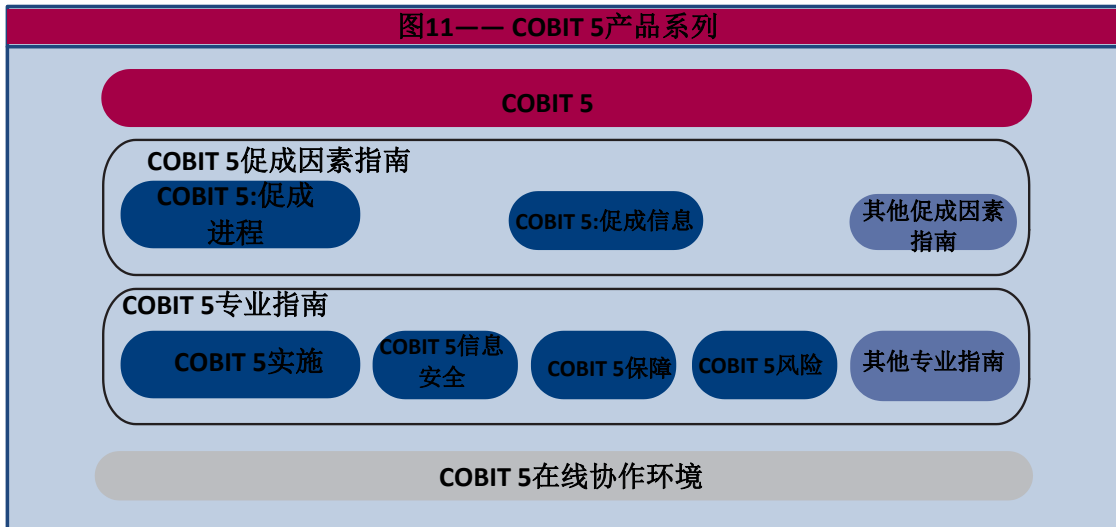 图11—— COBIT 5产品系列
COBIT 5
COBIT 5促成因素指南
COBIT 5:促成
进程
COBIT 5:促成信息
其他促成因素
指南
COBIT 5专业指南
COBIT 5实施
COBIT 5信息
安全
COBIT 5保障
COBIT 5风险
其他专业指南
COBIT 5在线协作环境